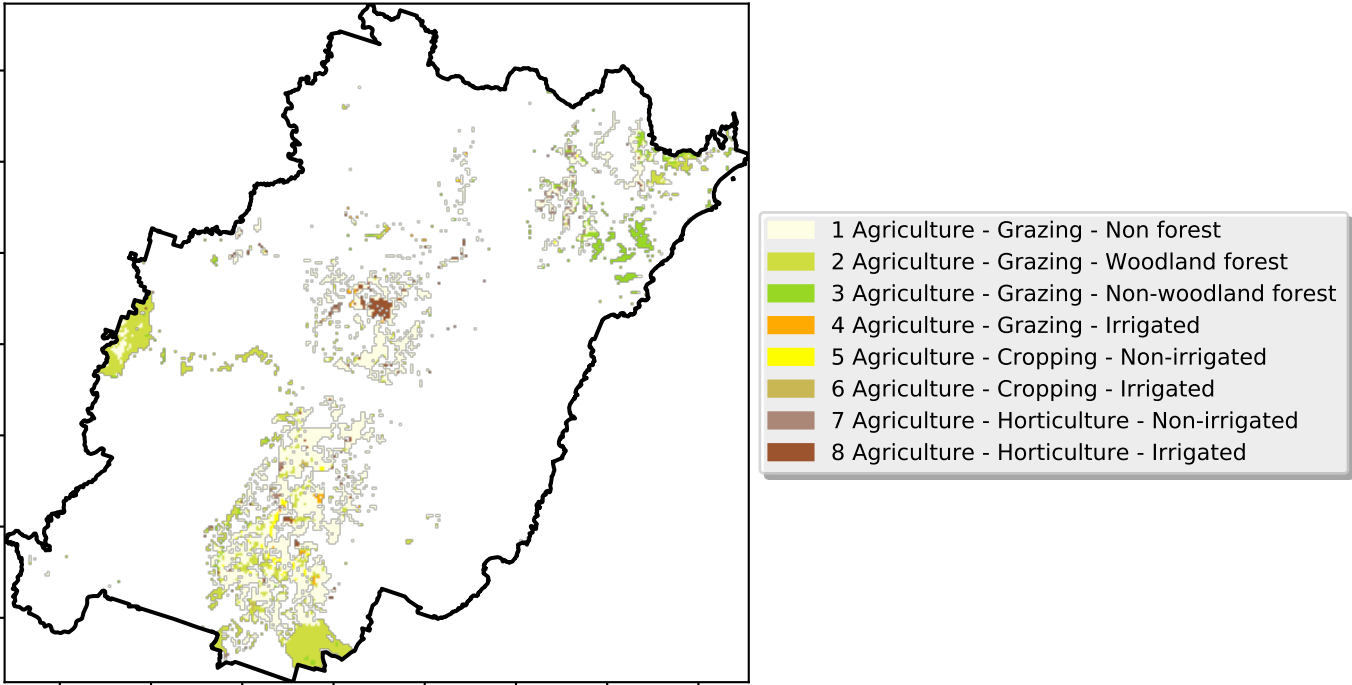 1 Agriculture - Grazing - Non forest
2 Agriculture - Grazing - Woodland forest
3 Agriculture - Grazing - Non-woodland forest
4 Agriculture - Grazing - Irrigated
5 Agriculture - Cropping - Non-irrigated
6 Agriculture - Cropping - Irrigated
7 Agriculture - Horticulture - Non-irrigated
8 Agriculture - Horticulture - Irrigated